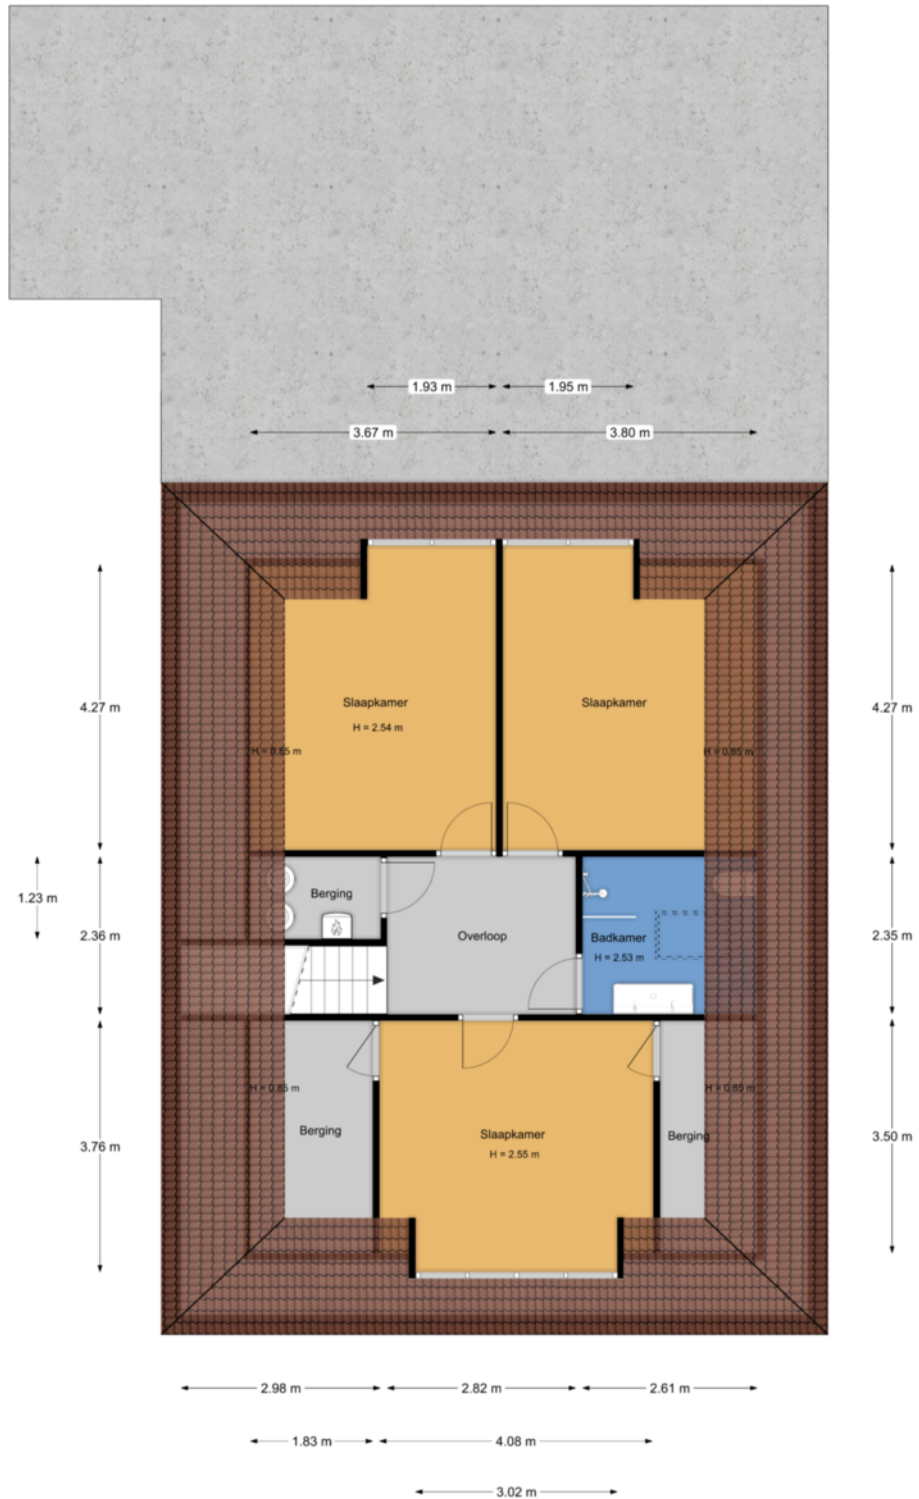 1.93 m
1.95 m
3.67 m
3.80 m
4.27 m
Slaapkamer
H = 2.54 m
Slaapkamer
4.27 m
H = 0.85 m
H = 0.85 m
1.23 m
Berging
2.36 m
Overloop
Badkamer
H = 2.53 m
2.35 m
H = 0.85 m
H = 0.85 m
Berging
Slaapkamer
H = 2.55 m
Berging
3.76 m
3.50 m
2.98 m
2.82 m
2.61 m
1.83 m
4.08 m
3.02 m